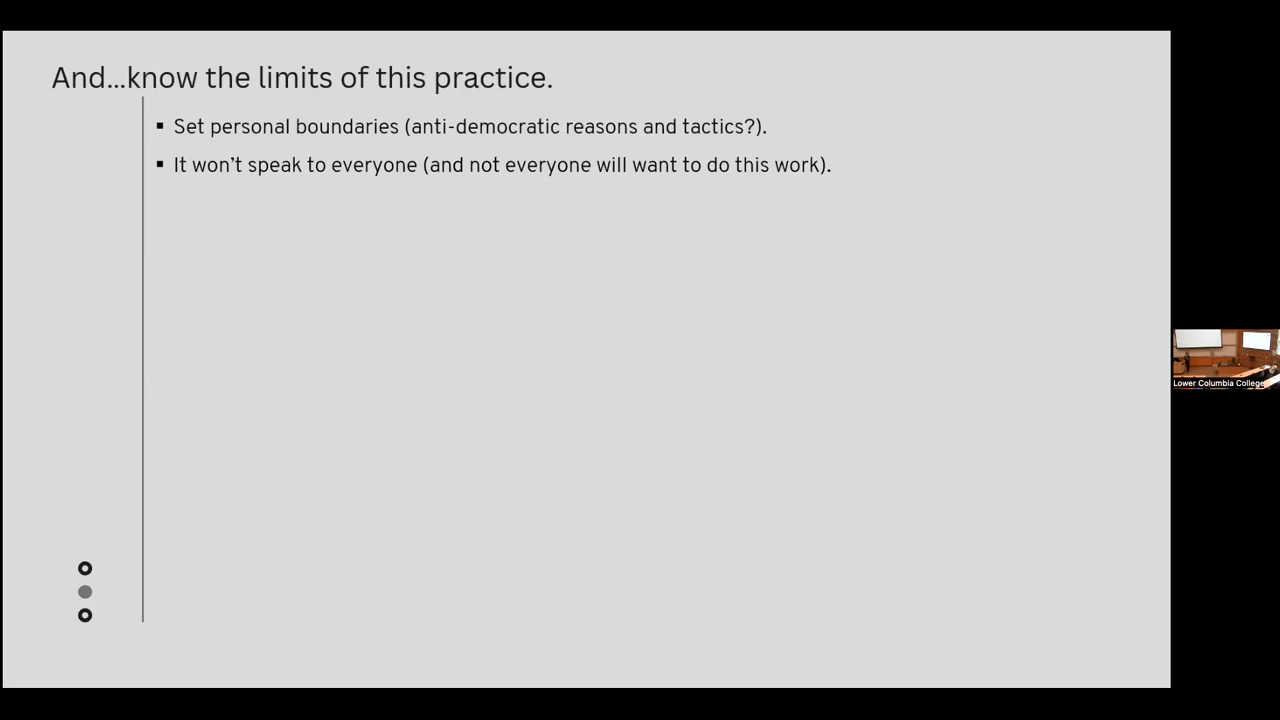 And...know the limits of this practice.
▪ Set personal boundaries (anti-democratic reasons and tactics?).
▪ It won’t speak to everyone (and not everyone will want to do this work).
Lower Columbia College